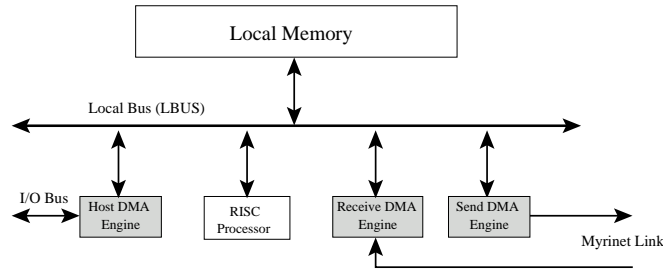 Local Memory
Local Bus (LBUS)
I/O Bus
Host DMA
Engine
RISC
Processor
Receive DMA
Engine
Send DMA
Engine
Myrinet Link